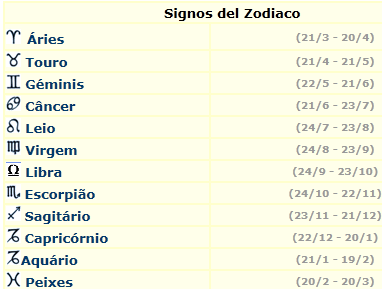 Signos del Zodiaco
Áries (21/3 - 20/4)
Touro (21/4 - 21/5)
Géminis (22/5 - 21/6)
Câncer (21/6 - 23/7)
Leio (24/7 - 23/8)
Virgem (24/8 - 23/9)
Libra (24/9 - 23/10)
Escorpião (24/10 - 22/11)
Sagitário (23/11 - 21/12)
Capricórnio (22/12 - 20/1)
Aquário (21/1 - 19/2)
Peixes (20/2 - 20/3)